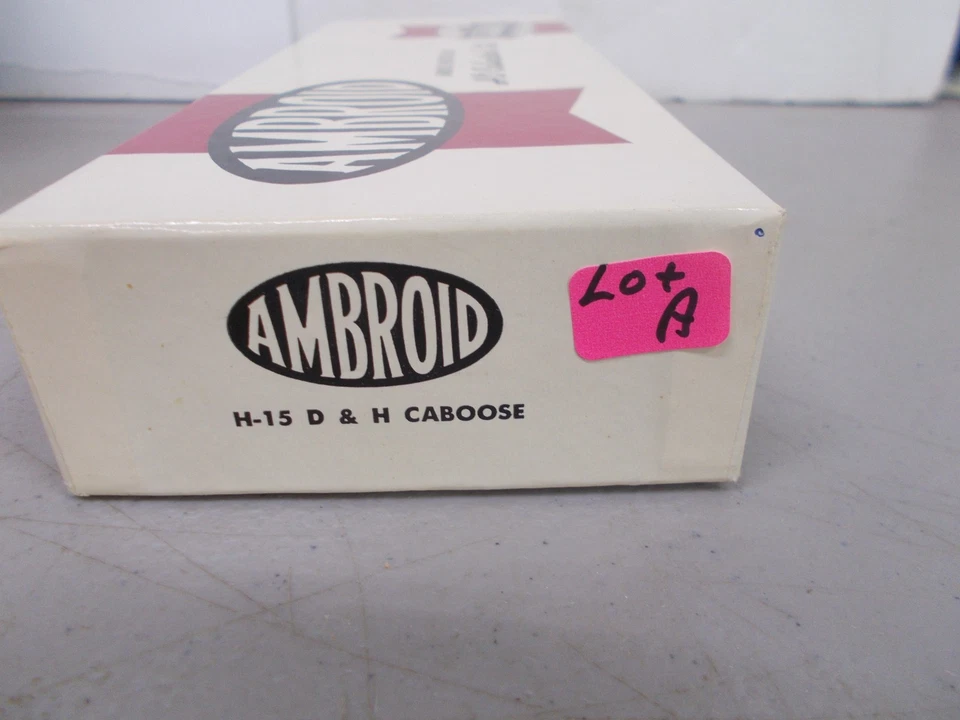 AMBROID
AMBROID
H-15 D & H CABOOSE
Lot
A